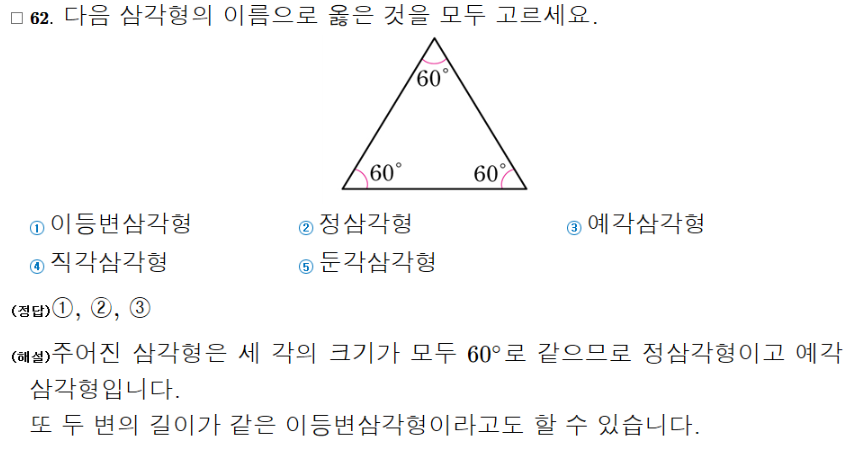 □ 62. 다음 삼각형의 이름으로 옳은 것을 모두 고르세요.
60°
60° 60°
① 이등변삼각형 ② 정삼각형 ③ 예각삼각형
④ 직각삼각형 ⑤ 둔각삼각형
(정답)①, ②, ③
(해설)주어진 삼각형은 세 각의 크기가 모두 60°로 같으므로 정삼각형이고 예각
삼각형입니다.
또 두 변의 길이가 같은 이등변삼각형이라고도 할 수 있습니다.